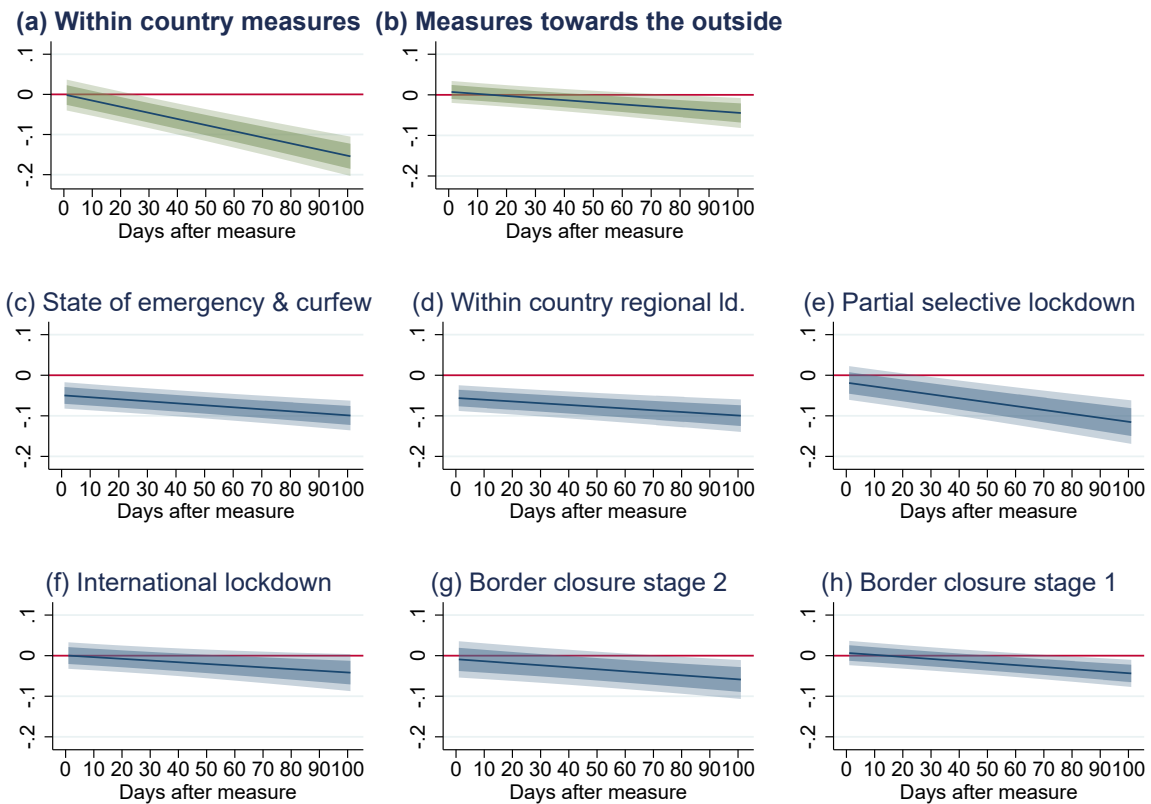 (a) Within country measures
.1
0
-.1
-.2
0 10 20 30 40 50 60 70 80 90100
Days after measure
(b) Measures towards the outside
.1
0
-.1
-.2
0 10 20 30 40 50 60 70 80 90100
Days after measure
(c) State of emergency & curfew
.1
0
-.1
-.2
0 10 20 30 40 50 60 70 80 90100
Days after measure
(d) Within country regional ld.
.1
0
-.1
-.2
0 10 20 30 40 50 60 70 80 90100
Days after measure
(e) Partial selective lockdown
.1
0
-.1
-.2
0 10 20 30 40 50 60 70 80 90100
Days after measure
(f) International lockdown
.1
0
-.1
-.2
0 10 20 30 40 50 60 70 80 90100
Days after measure
(g) Border closure stage 2
.1
0
-.1
-.2
0 10 20 30 40 50 60 70 80 90100
Days after measure
(h) Border closure stage 1
.1
0
-.1
-.2
0 10 20 30 40 50 60 70 80 90100
Days after measure